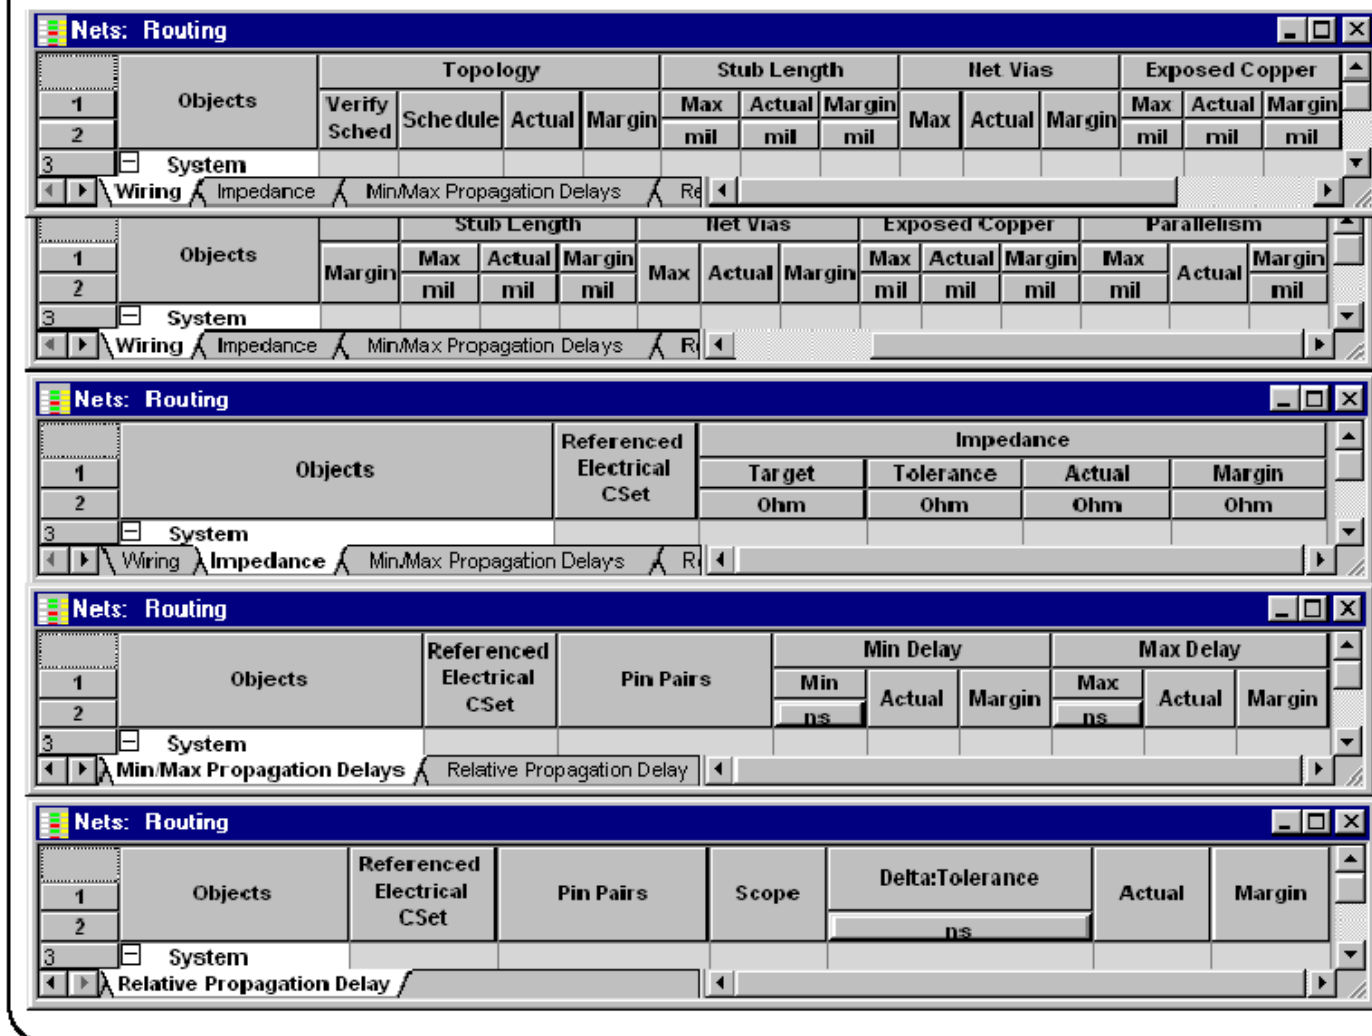 Nets: Routing
Topology Stub Length Net Vias Exposed Copper
1 Objects Verify Sched Schedule Actual Margin Max Actual Margin Max Actual Margin Max Actual Margin
2 mil mil mil mil mil mil
3 System
Wiring Impedance Min/Max Propagation Delays Re
Stub Length Net Vias Exposed Copper Parallelism
1 Objects Margin Max Actual Margin Max Actual Margin Max Actual Margin Max Actual Margin
2 mil mil mil mil mil mil mil mil
3 System
Wiring Impedance Min/Max Propagation Delays R
Nets: Routing
Referenced Electrical CSet Impedance
1 Objects Target Tolerance Actual Margin
2 Ohm Ohm Ohm Ohm
3 System
Wiring Impedance Min/Max Propagation Delays R
Nets: Routing
Referenced Electrical CSet Min Delay Max Delay
1 Objects Pin Pairs Min Actual Margin Max Actual Margin
2 ns ns
3 System
Min/Max Propagation Delays Relative Propagation Delay
Nets: Routing
Referenced Electrical CSet Delta:Tolerance
1 Objects Pin Pairs Scope Actual Margin
2 ns
3 System
Relative Propagation Delay